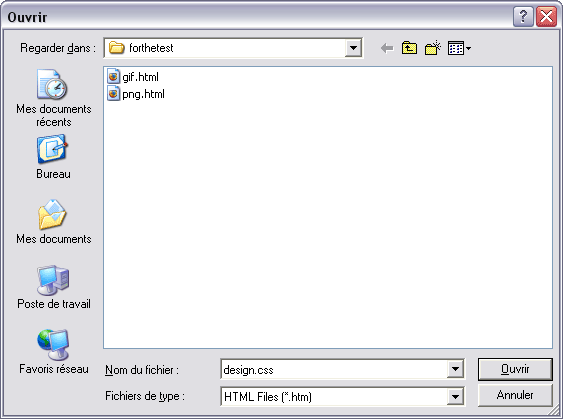 Ouvrir
Regarder dans : forthetest
gif.html
png.html
Mes documents
récents
Bureau
Mes documents
Poste de travail
Favoris réseau
Nom du fichier : design.css Ouvrir
Fichiers de type : HTML Files (*.htm) Annuler